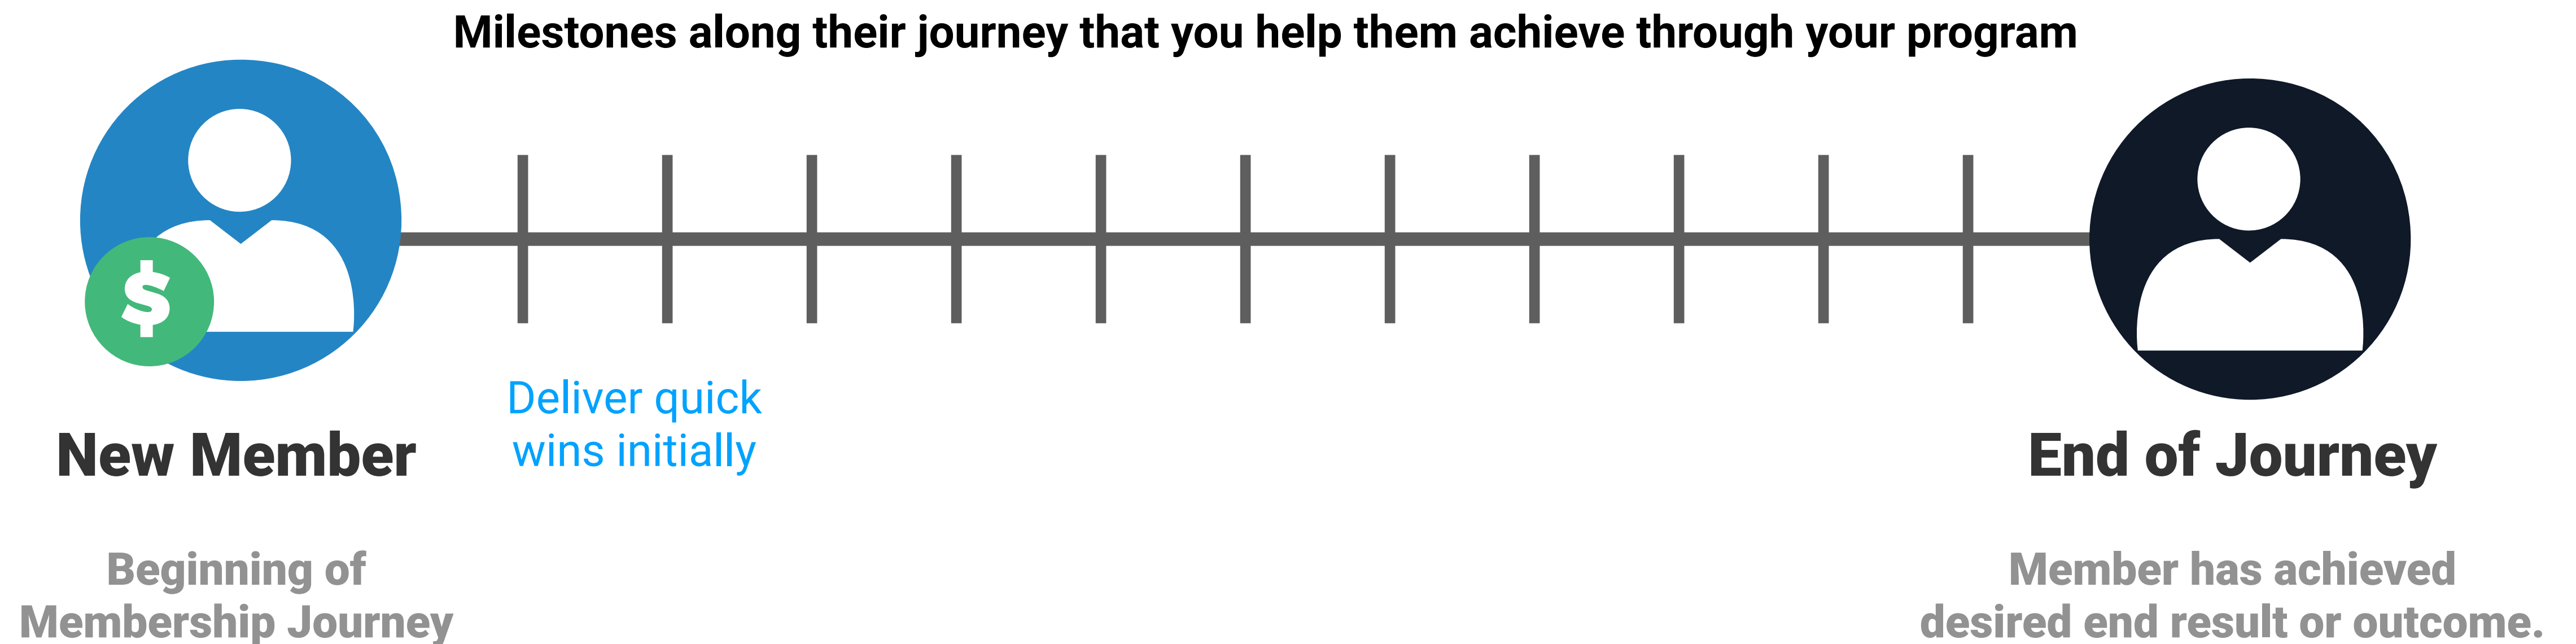 Milestones along their journey that you help them achieve through your program
$
Deliver quick
wins initially
New Member
End of Journey
Beginning of
Membership Journey
Member has achieved
desired end result or outcome.